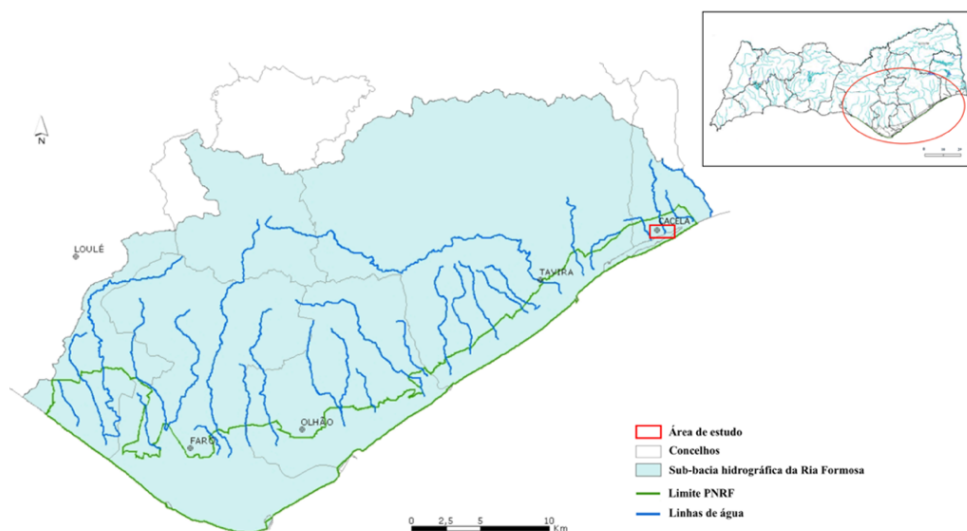 N
LOULÉ
CACELA
TAVIRA
OLHÃO
FARO
Área de estudo
Concelhos
Sub-bacia hidrográfica da Ria Formosa
Limite PNRF
Linhas de água
0 2,5 5 10
Km